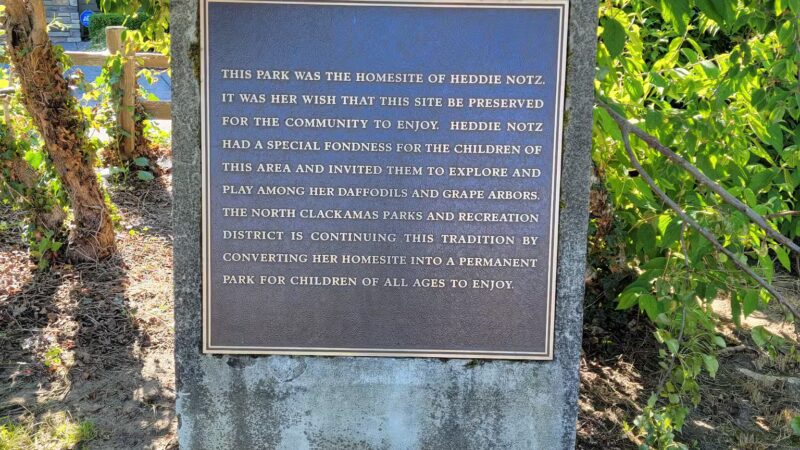 THIS PARK WAS THE HOMESITE OF HEDDIE NOTZ.
IT WAS HER WISH THAT THIS SITE BE PRESERVED
FOR THE COMMUNITY TO ENJOY. HEDDIE NOTZ
HAD A SPECIAL FONDNESS FOR THE CHILDREN OF
THIS AREA AND INVITED THEM TO EXPLORE AND
PLAY AMONG HER DAFFODILS AND GRAPE ARBORS.
THE NORTH CLACKAMAS PARKS AND RECREATION
DISTRICT IS CONTINUING THIS TRADITION BY
CONVERTING HER HOMESITE INTO A PERMANENT
PARK FOR CHILDREN OF ALL AGES TO ENJOY.